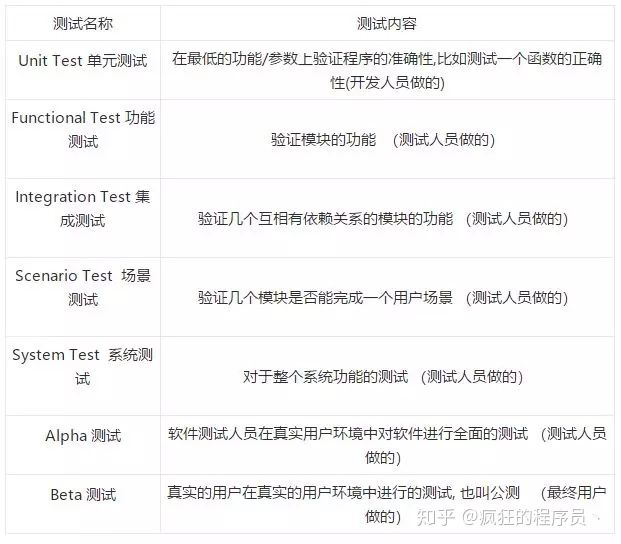 测试名称
测试内容
Unit Test 单元测试
在最低的功能/参数上验证程序的准确性,比如测试一个函数的正确
性(开发人员做的)
Functional Test 功能
测试
验证模块的功能 （测试人员做的）
Integration Test 集
成测试
验证几个互相有依赖关系的模块的功能 （测试人员做的）
Scenario Test 场景
测试
验证几个模块是否能完成一个用户场景 （测试人员做的）
System Test 系统测
试
对于整个系统功能的测试 （测试人员做的）
Alpha 测试
软件测试人员在真实用户环境中对软件进行全面的测试 （测试人员
做的）
Beta 测试
真实的用户在真实的用户环境中进行的测试, 也叫公测 （最终用户
做的）
知乎 @疯狂的程序员丶